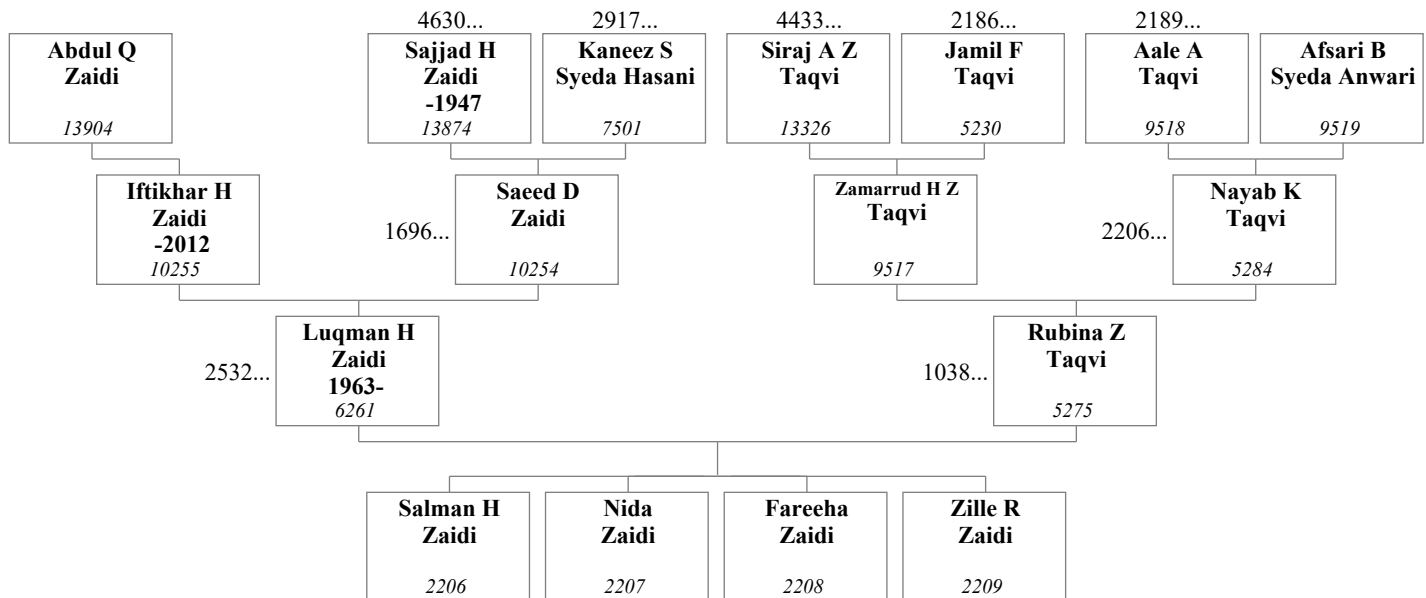 4630...
2917...
4433...
2186...
2189...
Abdul Q
Zaidi
13904
Sajjad H
Zaidi
-1947
13874
Kaneez S
Syeda Hasani
7501
Siraj A Z
Taqvi
13326
Jamil F
Taqvi
5230
Aale A
Taqvi
9518
Afsari B
Syeda Anwari
9519
Iftikhar H
Zaidi
-2012
10255
1696...
Saeed D
Zaidi
10254
Zamarrud H Z
Taqvi
9517
2206...
Nayab K
Taqvi
5284
2532...
Luqman H
Zaidi
1963-
6261
1038...
Rubina Z
Taqvi
5275
Salman H
Zaidi
2206
Nida
Zaidi
2207
Fareeha
Zaidi
2208
Zille R
Zaidi
2209